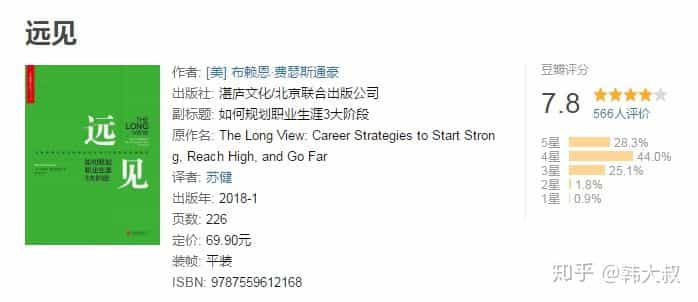 远见
THE
LONG
VIEW
远
见
如何规划
职业生涯
3大阶段
作者: [美] 布赖恩·费瑟斯通豪
出版社: 湛庐文化/北京联合出版公司
副标题: 如何规划职业生涯3大阶段
原作名: The Long View: Career Strategies to Start Stron
g, Reach High, and Go Far
译者: 苏健
出版年: 2018-1
页数: 226
定价: 69.90元
装帧: 平装
ISBN: 9787559612168
豆瓣评分
7.8
566人评价
5星 28.3%
4星 44.0%
3星 25.1%
2星 1.8%
1星 0.9%
知乎 @韩大叔